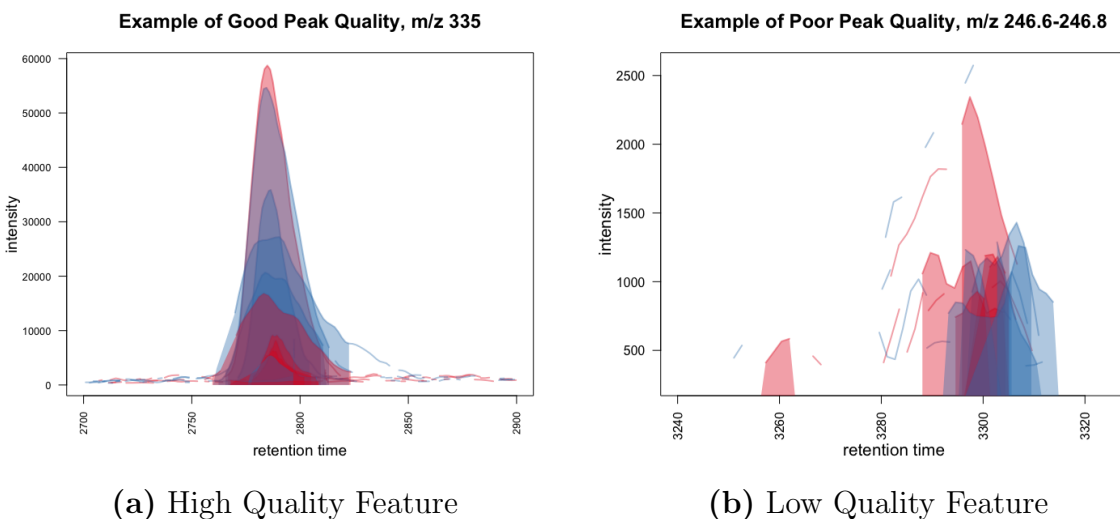 Example of Good Peak Quality, m/z 335
60000
50000
40000
30000
20000
10000
0
intensity
2700
2750
2800
2850
2900
retention time
(a) High Quality Feature
Example of Poor Peak Quality, m/z 246.6-246.8
2500
2000
1500
1000
500
intensity
3240
3260
3280
3300
3320
retention time
(b) Low Quality Feature